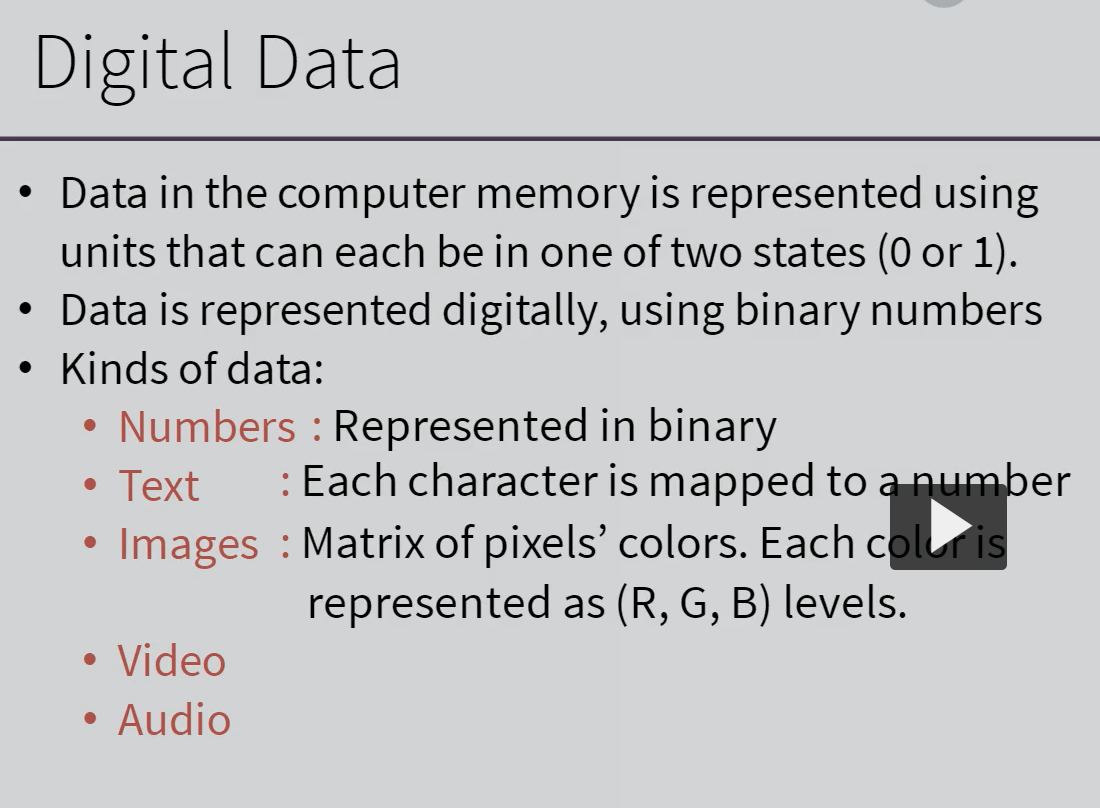 Digital Data
• Data in the computer memory is represented using
units that can each be in one of two states (0 or 1).
• Data is represented digitally, using binary numbers
• Kinds of data:
• Numbers : Represented in binary
• Text : Each character is mapped to a number
• Images : Matrix of pixels’ colors. Each color is
represented as (R, G, B) levels.
• Video
• Audio